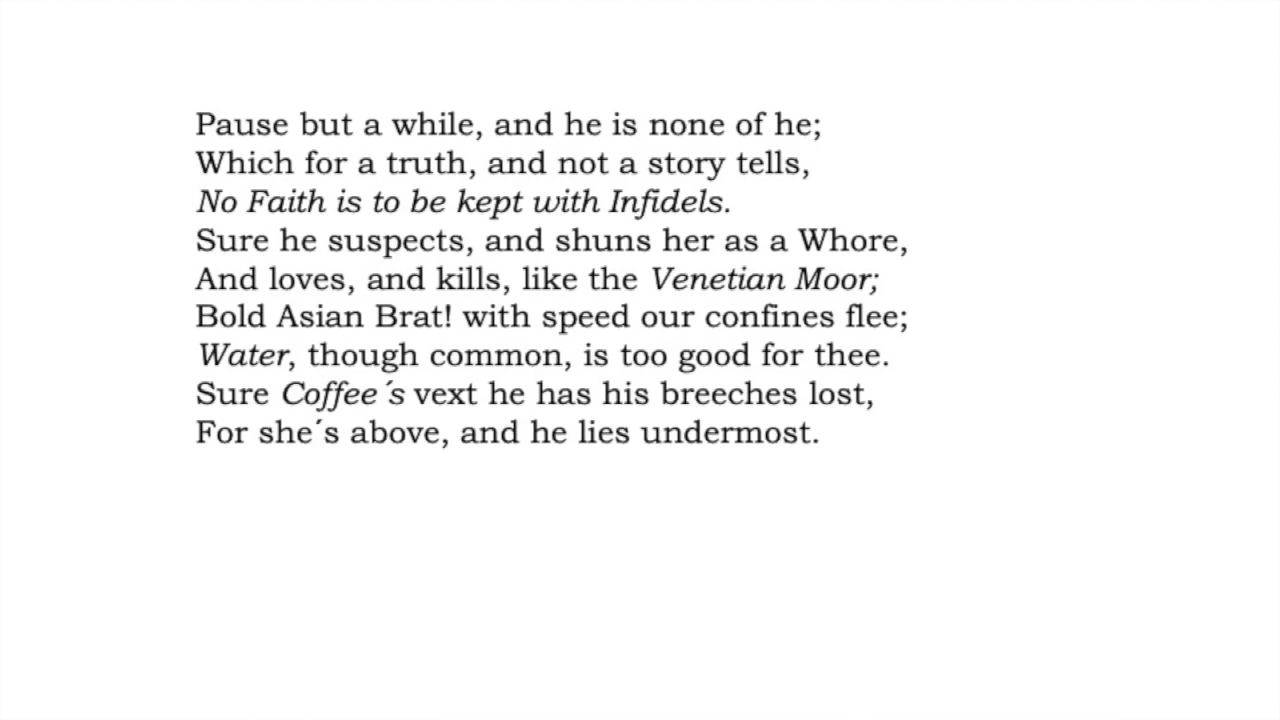 Pause but a while, and he is none of he;
Which for a truth, and not a story tells,
No Faith is to be kept with Infidels.
Sure he suspects, and shuns her as a Whore,
And loves, and kills, like the Venetian Moor;
Bold Asian Brat! with speed our confines flee;
Water, though common, is too good for thee.
Sure Coffee´s vext he has his breeches lost,
For she´s above, and he lies undermost.